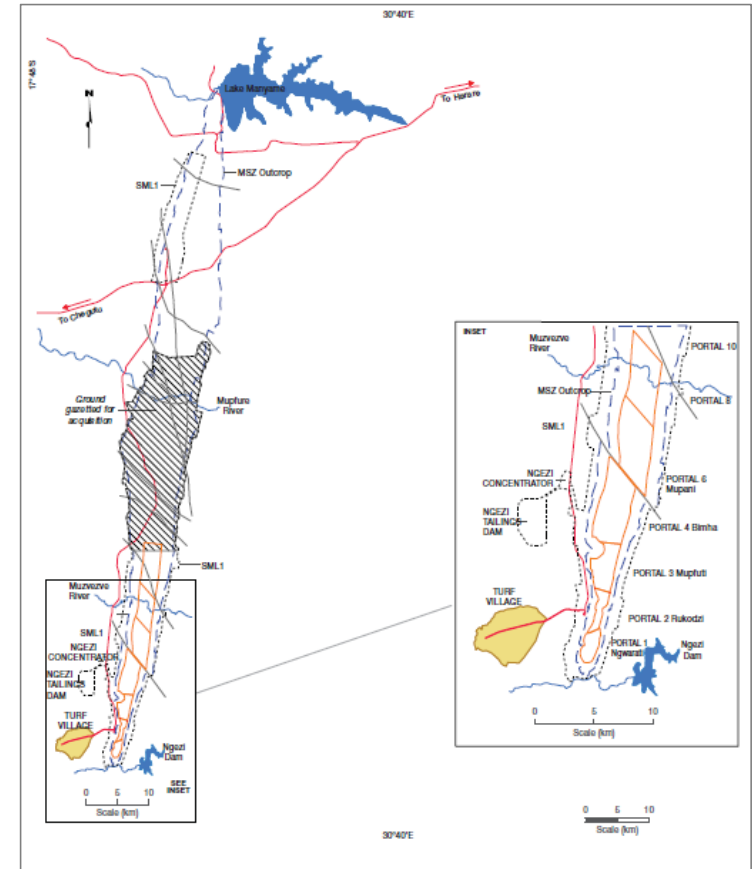 30°40'E
17°48'S
N
Lake Manyame
To Harare
MSZ Outcrop
SML1
To Chegutu
Ground
gazetted for
acquisition
Mupfure
River
SML1
Muzvezve
River
SML1
NGEZI
CONCENTRATOR
NGEZI
TAILINGS
DAM
TURF
VILLAGE
Ngezi
Dam
0 5 10
Scale (km)
SEE
INSET
INSET
Muzvezve
River
PORTAL 10
MSZ Outcrop
PORTAL 8
SML1
NGEZI
CONCENTRATOR
PORTAL 6
Mupani
NGEZI
TAILINGS
DAM
PORTAL 4 Bimha
PORTAL 3 Mupfuti
TURF
VILLAGE
PORTAL 2 Rukodzi
PORTAL 1
Ngwarati
Ngezi
Dam
0 5 10
Scale (km)
0 5 10
Scale (km)
30°40'E